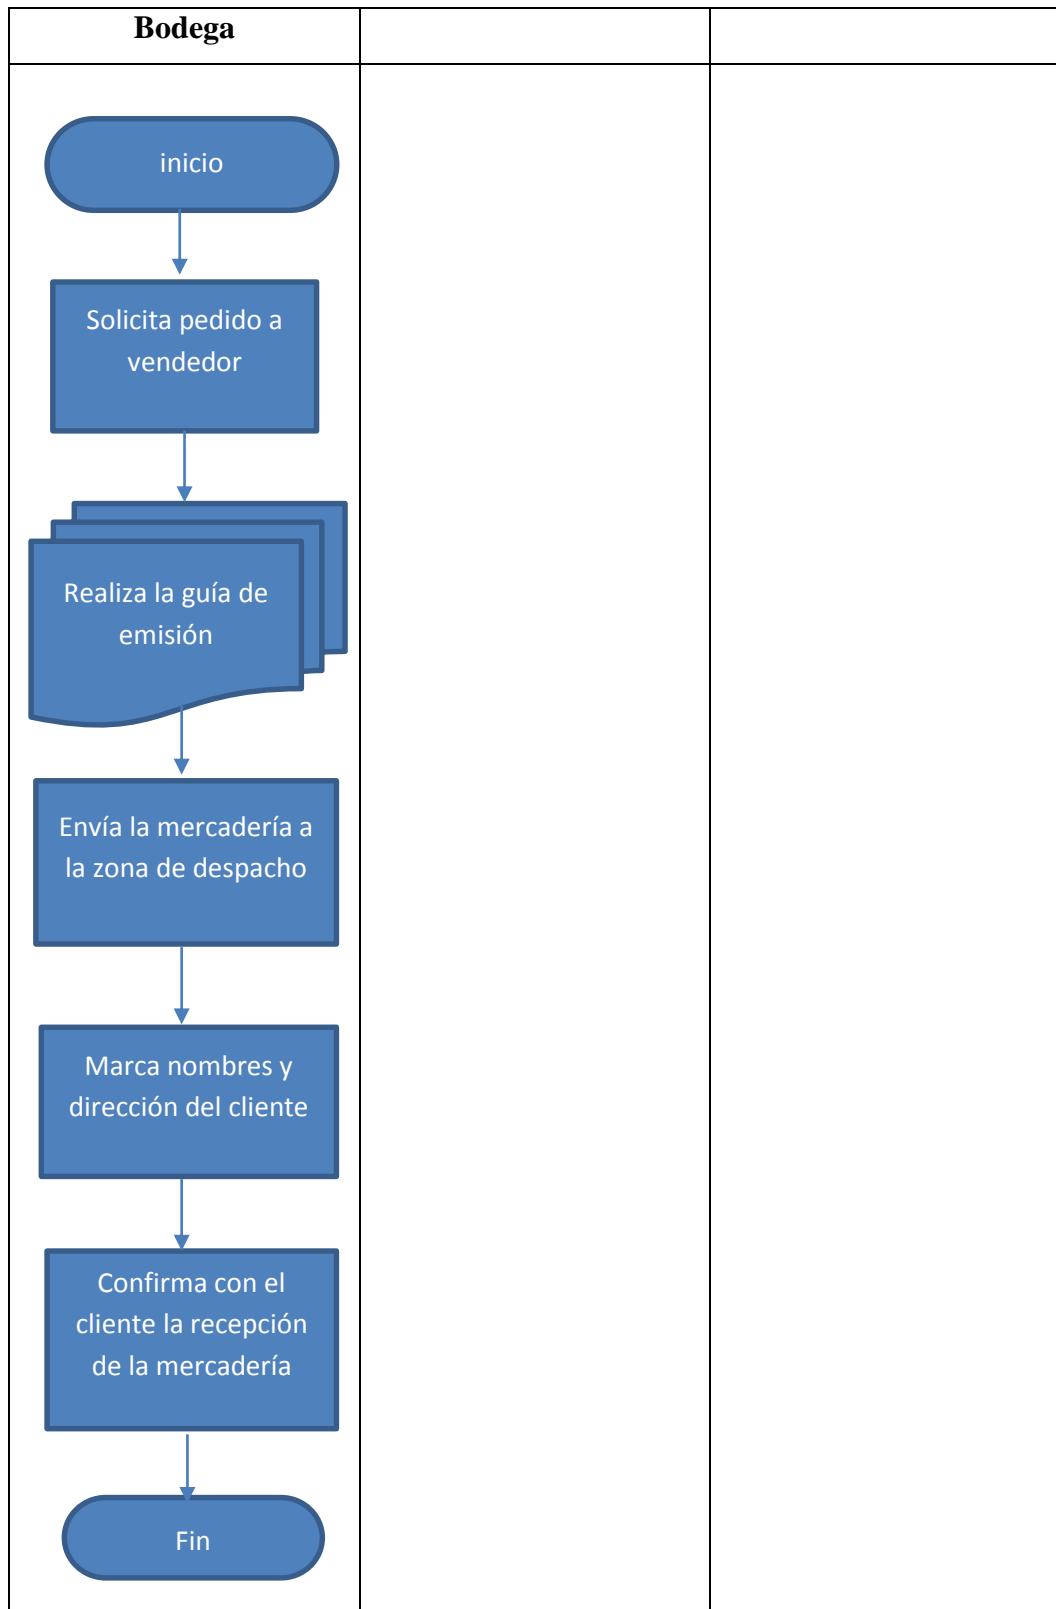 Bodega
inicio
Solicita pedido a
vendedor
Realiza la guía de
emisión
Envía la mercadería a
la zona de despacho
Marca nombres y
dirección del cliente
Confirma con el
cliente la recepción
de la mercadería
Fin